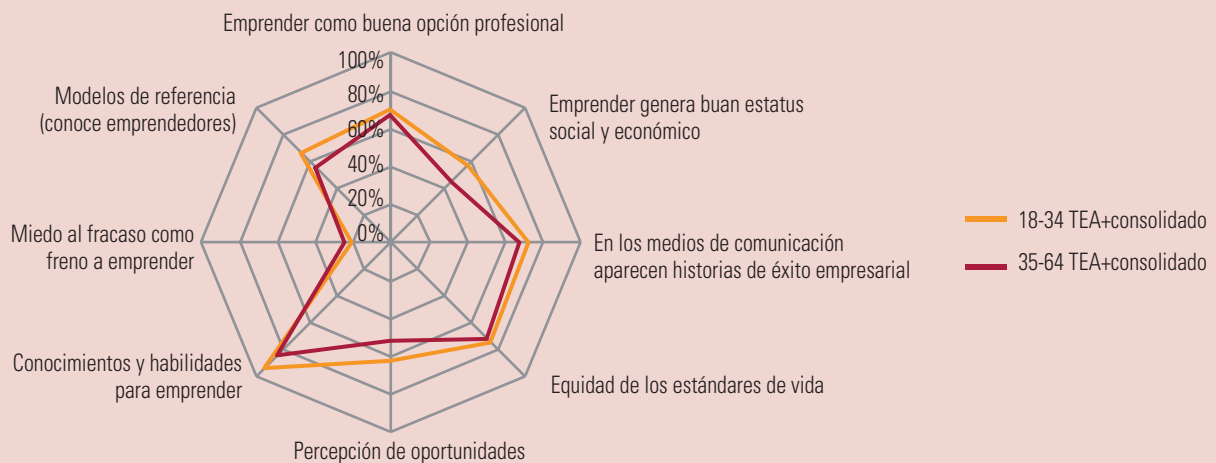 Emprender como buena opción profesional
100%
80%
60%
40%
20%
0%
Modelos de referencia
(conoce emprendedores)
Emprender genera buan estatus
social y económico
Miedo al fracaso como
freno a emprender
En los medios de comunicación
aparecen historias de éxito empresarial
18-34 TEA+consolidado
35-64 TEA+consolidado
Conocimientos y habilidades
para emprender
Equidad de los estándares de vida
Percepción de oportunidades